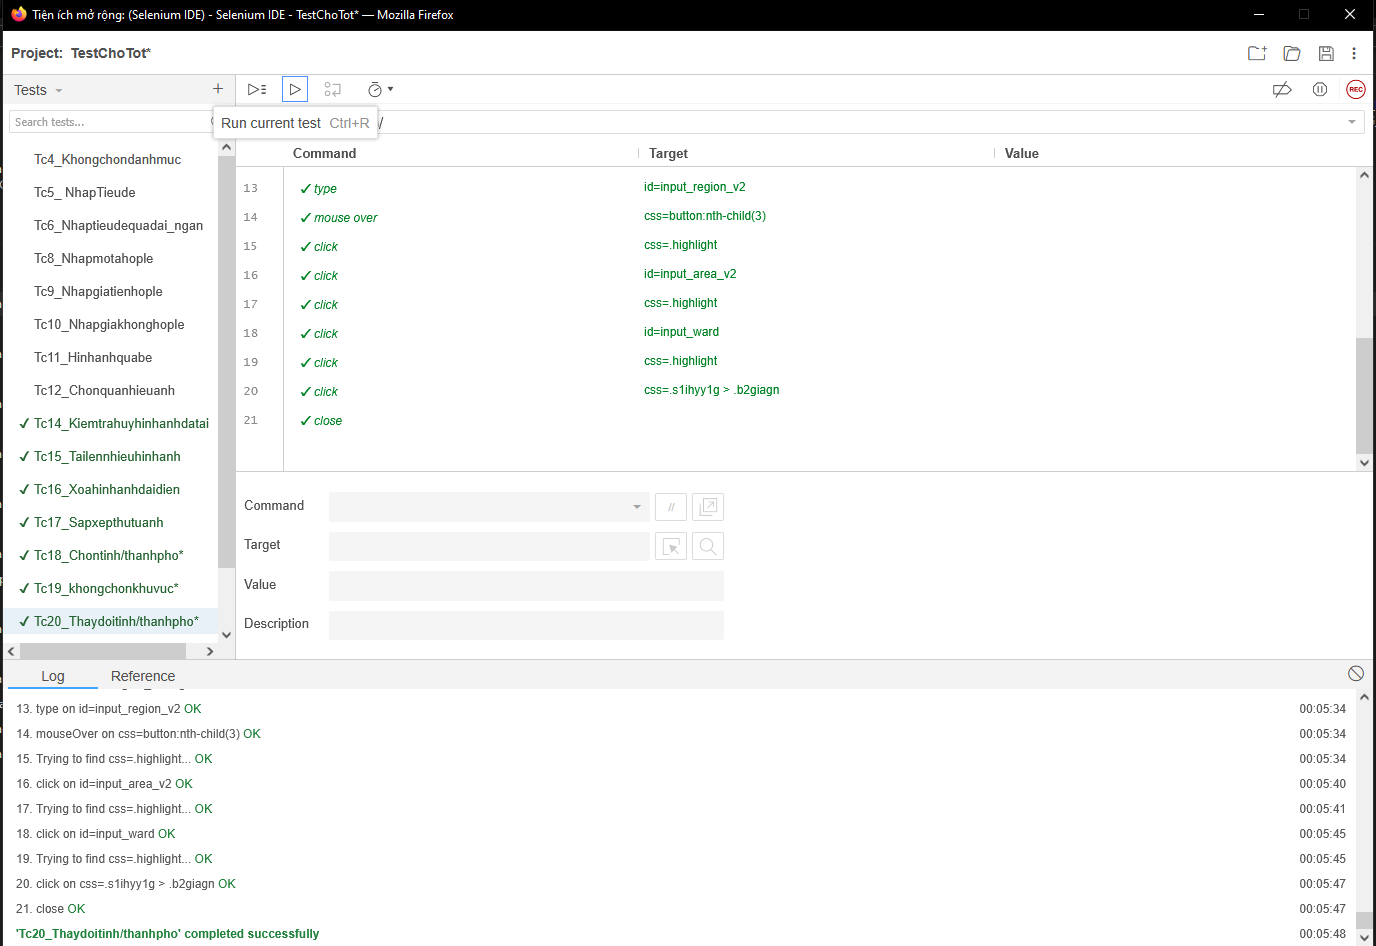 Tiện ích mở rộng: (Selenium IDE) - Selenium IDE - TestChoTot* — Mozilla Firefox
Project: TestChoTot*
Tests
Search tests...
Run current test Ctrl+R
/
REC
Command Target Value
Tc4_Khongchondanhmuc
Tc5_ NhapTieude
Tc6_Nhaptieudequadai_ngan
Tc8_Nhapmotahople
Tc9_Nhapgiatienhople
Tc10_Nhapgiakhonghople
Tc11_Hinhanhquabe
Tc12_Chonquanhieuanh
✓ Tc14_Kiemtrahuyhinhanhdatai
✓ Tc15_Tailennhieuhinhanh
✓ Tc16_Xoahinhanhdaidien
✓ Tc17_Sapxepthutuanh
✓ Tc18_Chontinh/thanhpho*
✓ Tc19_khongchonkhuvuc*
✓ Tc20_Thaydoitinh/thanhpho*
13 ✓ type id=input_region_v2
14 ✓ mouse over css=button:nth-child(3)
15 ✓ click css=.highlight
16 ✓ click id=input_area_v2
17 ✓ click css=.highlight
18 ✓ click id=input_ward
19 ✓ click css=.highlight
20 ✓ click css=.s1ihyy1g > .b2giagn
21 ✓ close
Command
//
Target
Value
Description
Log Reference
13. type on id=input_region_v2 OK 00:05:34
14. mouseOver on css=button:nth-child(3) OK 00:05:34
15. Trying to find css=.highlight... OK 00:05:34
16. click on id=input_area_v2 OK 00:05:40
17. Trying to find css=.highlight... OK 00:05:41
18. click on id=input_ward OK 00:05:45
19. Trying to find css=.highlight... OK 00:05:45
20. click on css=.s1ihyy1g > .b2giagn OK 00:05:47
21. close OK 00:05:47
'Tc20_Thaydoitinh/thanhpho' completed successfully 00:05:48